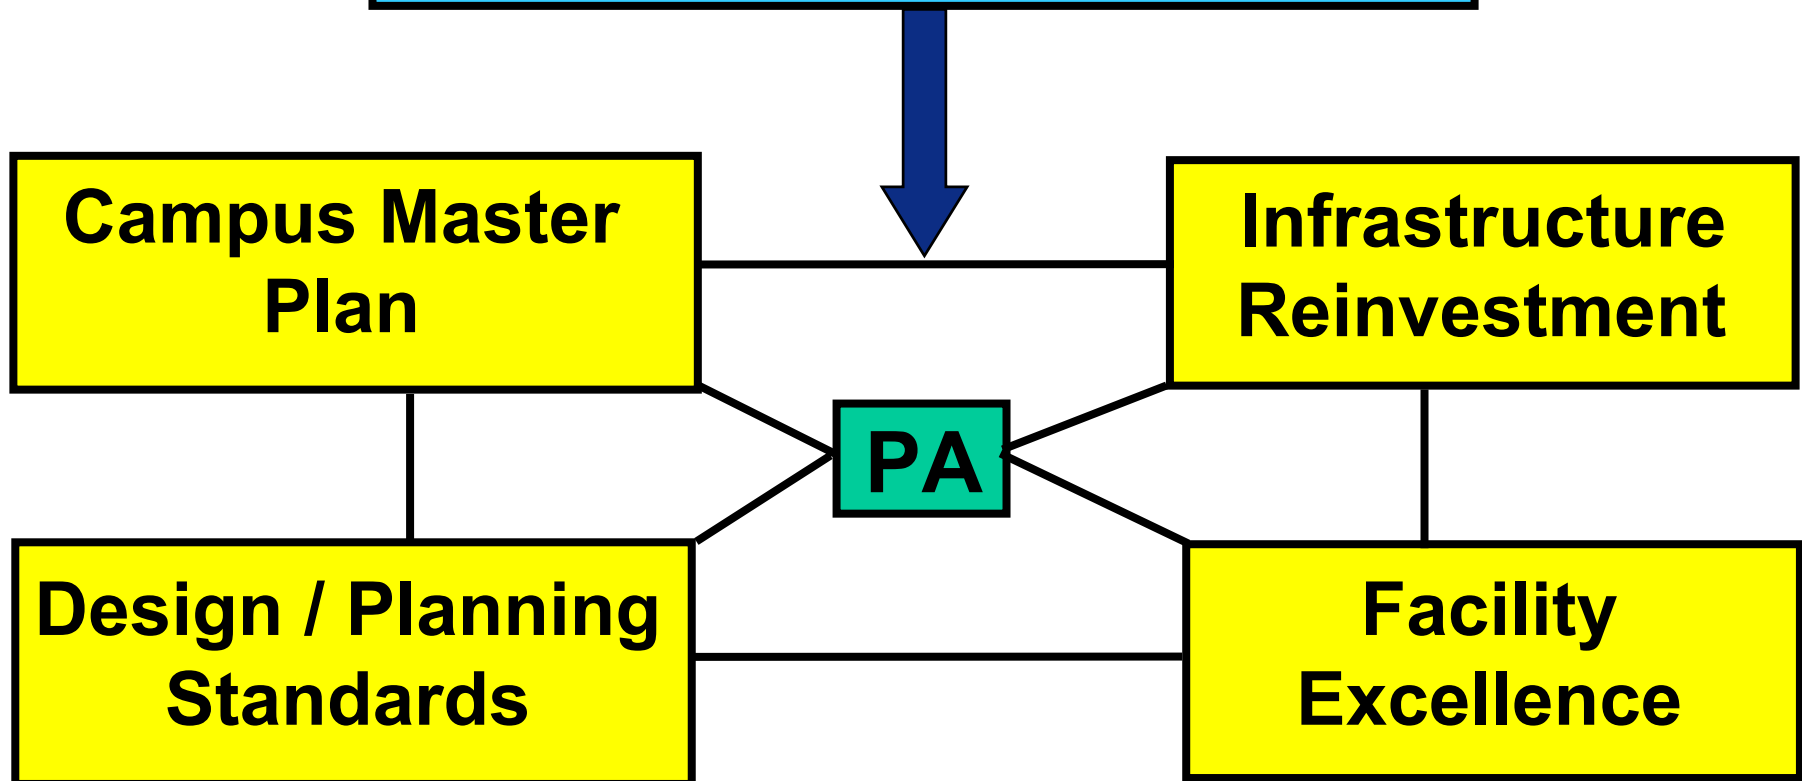 Campus Master
Plan
Infrastructure
Reinvestment
PA
Design / Planning
Standards
Facility
Excellence